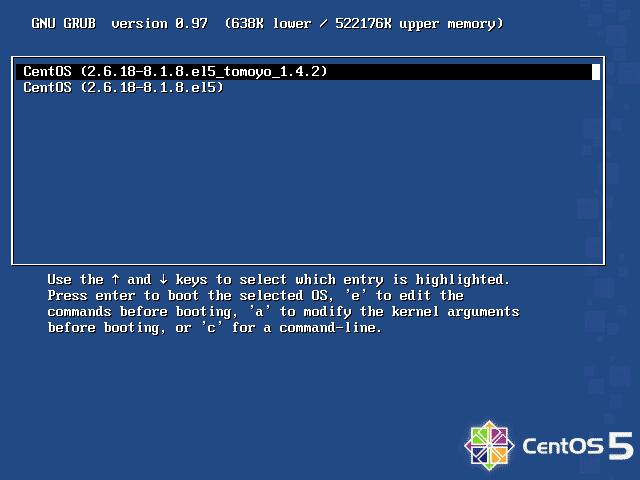 GNU GRUB  version 0.97  (638K lower / 522176K upper memory)
CentOS (2.6.18-8.1.8.el5_tomoyo_1.4.2)
CentOS (2.6.18-8.1.8.el5)
Use the ↑ and ↓ keys to select which entry is highlighted.
Press enter to boot the selected OS, 'e' to edit the
commands before booting, 'a' to modify the kernel arguments
before booting, or 'c' for a command-line.
CentOS 5